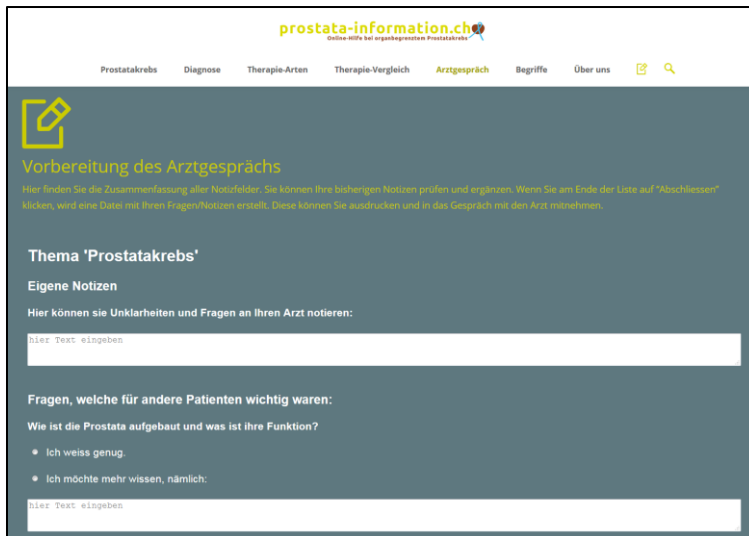 prostata-information.ch
Online-Hilfe bei organbegrenztem Prostatakrebs
Prostatakrebs Diagnose Therapie-Arten Therapie-Vergleich Arztgespräch Begriffe Über uns
Vorbereitung des Arztgesprächs
Hier finden Sie die Zusammenfassung aller Notizfelder. Sie können Ihre bisherigen Notizen prüfen und ergänzen. Wenn Sie am Ende der Liste auf "Abschliessen"
klicken, wird eine Datei mit Ihren Fragen/Notizen erstellt. Diese können Sie ausdrucken und in das Gespräch mit den Arzt mitnehmen.
Thema 'Prostatakrebs'
Eigene Notizen
Hier können sie Unklarheiten und Fragen an Ihren Arzt notieren:
hier Text eingeben
Fragen, welche für andere Patienten wichtig waren:
Wie ist die Prostata aufgebaut und was ist ihre Funktion?
Ich weiss genug.
Ich möchte mehr wissen, nämlich:
hier Text eingeben